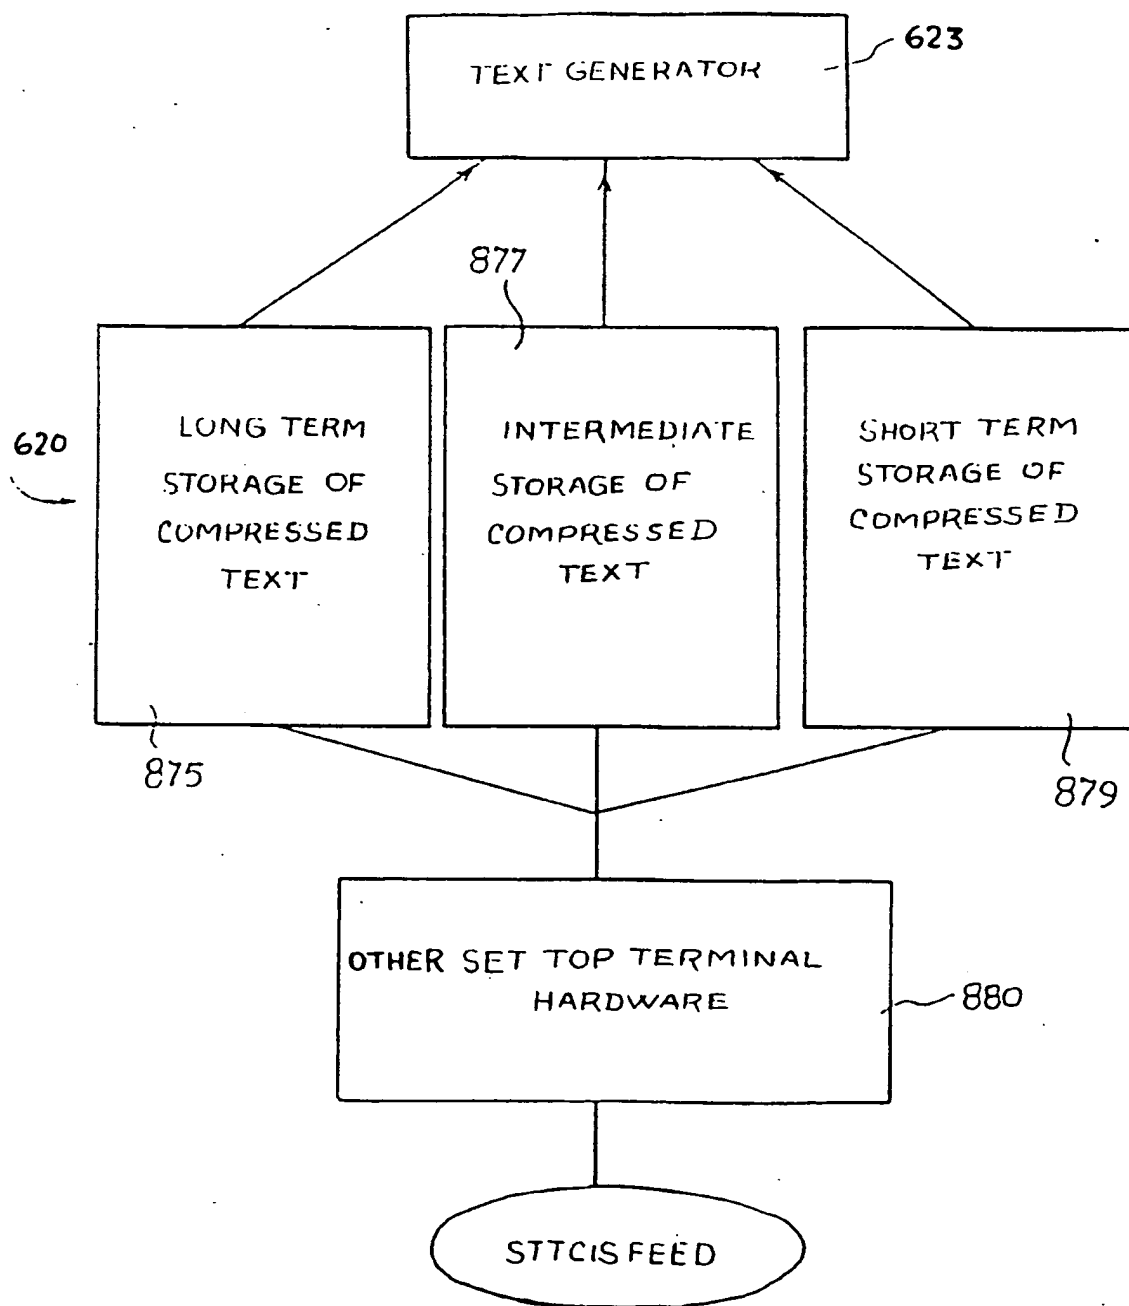 TEXT GENERATOR
623
877
620
LONG TERM
STORAGE OF
COMPRESSED
TEXT
INTERMEDIATE
STORAGE OF
COMPRESSED
TEXT
SHORT TERM
STORAGE OF
COMPRESSED
TEXT
875
879
OTHER SET TOP TERMINAL
HARDWARE
880
STTCIS FEED